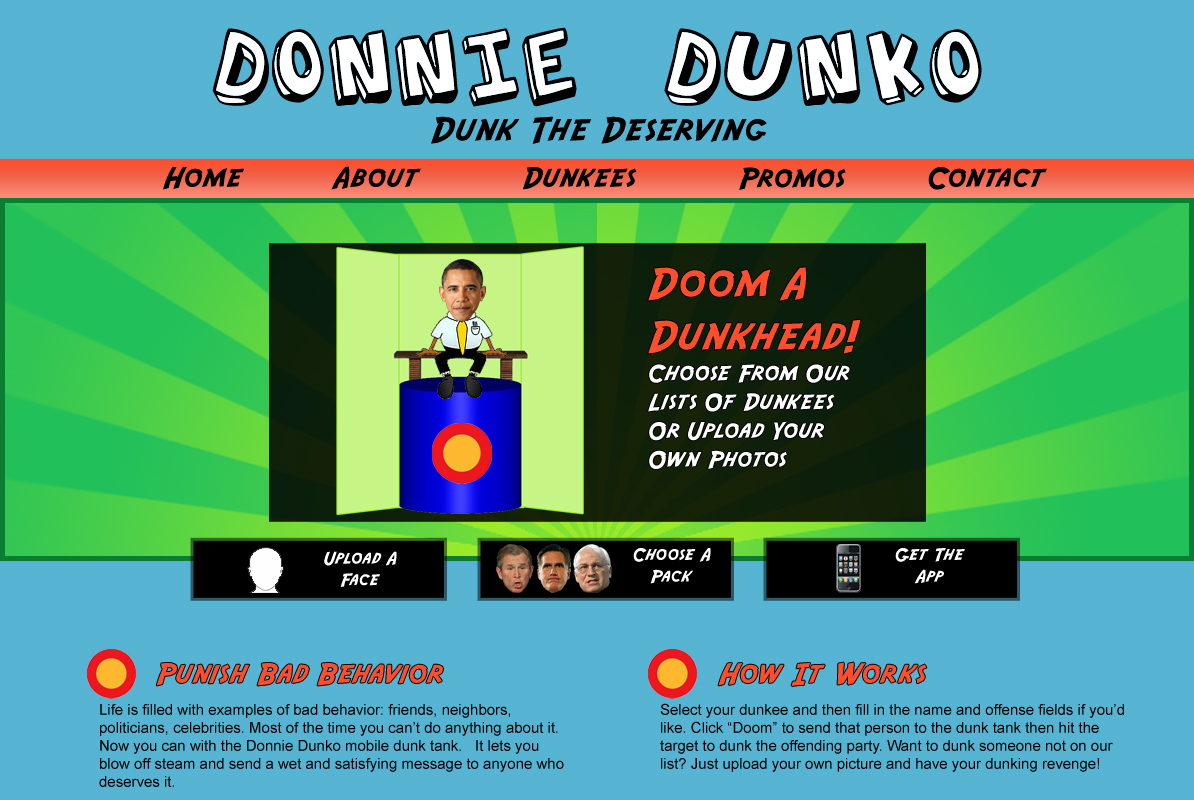 DONNIE DUNKO
DUNK THE DESERVING
HOME ABOUT DUNKEES PROMOS CONTACT
DOOM A
DUNKHEAD!
CHOOSE FROM OUR
LISTS OF DUNKEES
OR UPLOAD YOUR
OWN PHOTOS
UPLOAD A
FACE
CHOOSE A
PACK
GET THE
APP
PUNISH BAD BEHAVIOR
Life is filled with examples of bad behavior: friends, neighbors,
politicians, celebrities. Most of the time you can't do anything about it.
Now you can with the Donnie Dunko mobile dunk tank. It lets you
blow off steam and send a wet and satisfying message to anyone who
deserves it.
HOW IT WORKS
Select your dunkee and then fill in the name and offense fields if you'd
like. Click “Doom” to send that person to the dunk tank then hit the
target to dunk the offending party. Want to dunk someone not on our
list? Just upload your own picture and have your dunking revenge!